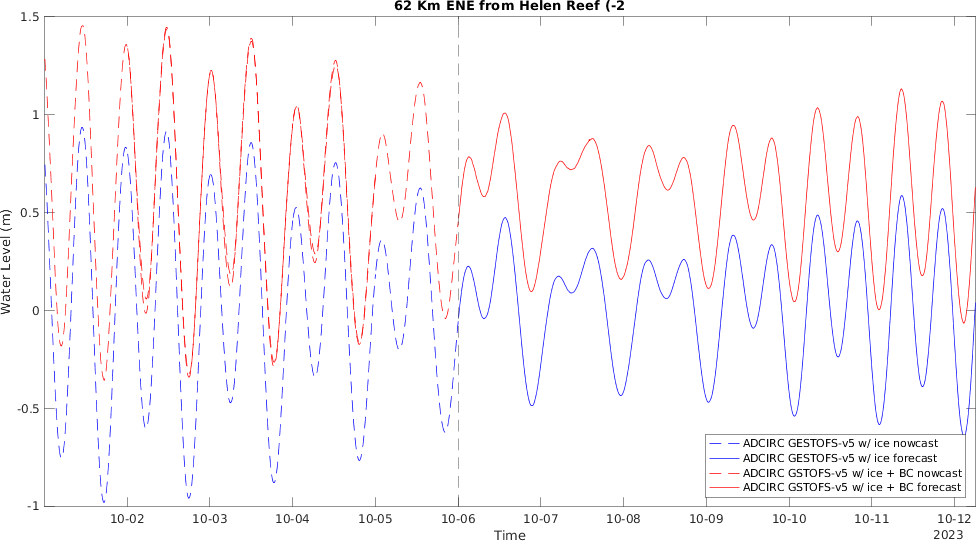 62 Km ENE from Helen Reef (-2
Water Level (m)
1.5
1
0.5
0
-0.5
-1
ADCIRC GESTOFS-v5 w/ ice nowcast
ADCIRC GESTOFS-v5 w/ ice forecast
ADCIRC GSTOFS-v5 w/ ice + BC nowcast
ADCIRC GSTOFS-v5 w/ ice + BC forecast
10-02 10-03 10-04 10-05 10-06 10-07 10-08 10-09 10-10 10-11 10-12
Time
2023